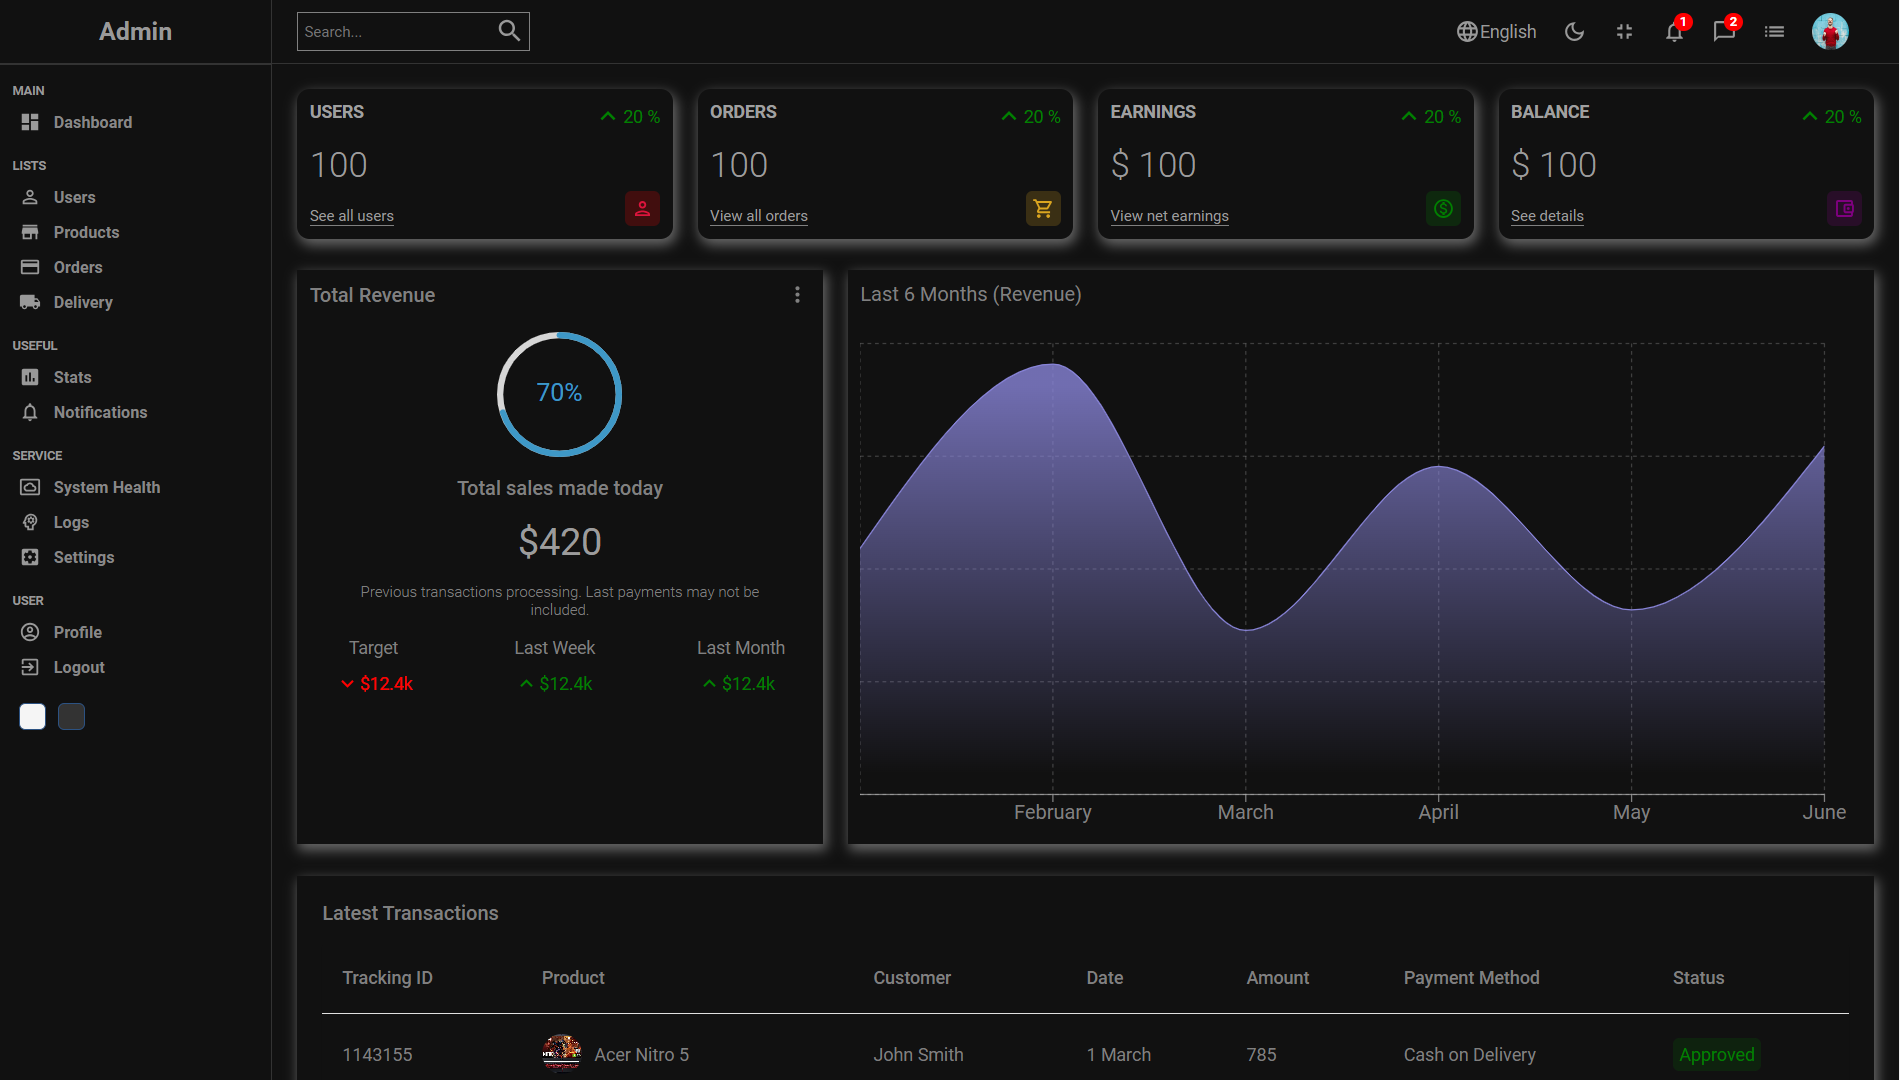 Admin
Search...
English
1
2
MAIN
Dashboard
LISTS
Users
Products
Orders
Delivery
USEFUL
Stats
Notifications
SERVICE
System Health
Logs
Settings
USER
Profile
Logout
USERS
20 %
100
See all users
ORDERS
20 %
100
View all orders
EARNINGS
20 %
$ 100
View net earnings
BALANCE
20 %
$ 100
See details
Total Revenue
70%
Total sales made today
$420
Previous transactions processing. Last payments may not be
included.
Target
Last Week
Last Month
$12.4k
$12.4k
$12.4k
Last 6 Months (Revenue)
February
March
April
May
June
Latest Transactions
Tracking ID
Product
Customer
Date
Amount
Payment Method
Status
1143155
Acer Nitro 5
John Smith
1 March
785
Cash on Delivery
Approved